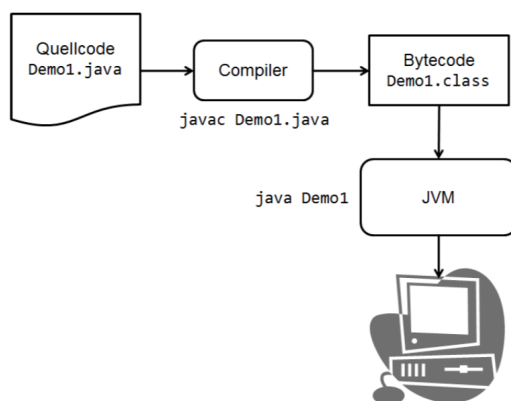 Quellcode
Demo1.java
Compiler
javac Demo1.java
Bytecode
Demo1.class
java Demo1
JVM